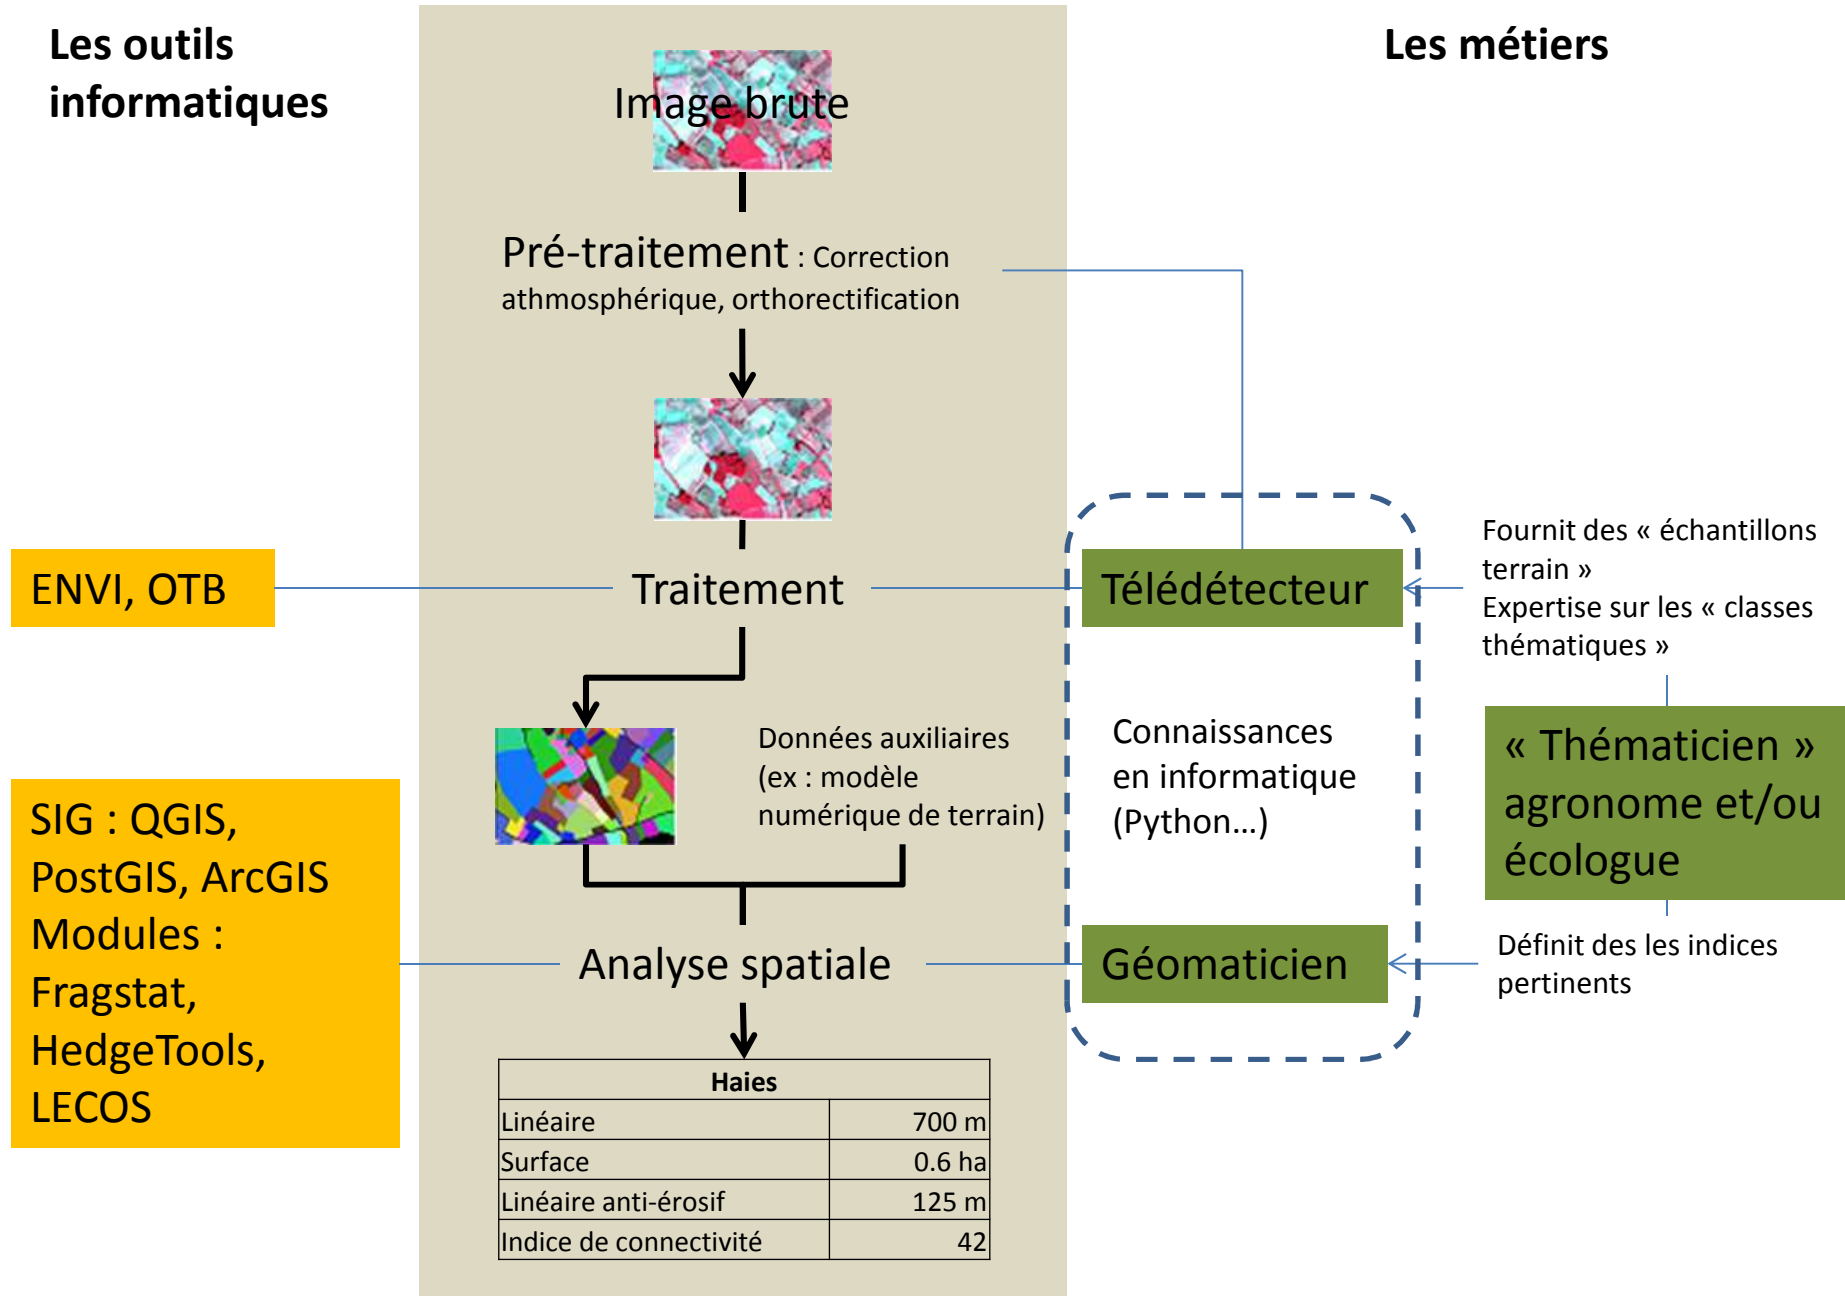 Les outils
informatiques
Les métiers
Image brute
Pré-traitement : Correction
athmosphérique, orthorectification
ENVI, OTB
Traitement
Télédétecteur
Fournit des « échantillons
terrain »
Expertise sur les « classes
thématiques »
Données auxiliaires
(ex : modèle
numérique de terrain)
Connaissances
en informatique
(Python…)
« Thématicien »
agronome et/ou
écologue
SIG : QGIS,
PostGIS, ArcGIS
Modules :
Fragstat,
HedgeTools,
LECOS
Analyse spatiale
Géomaticien
Définit des les indices
pertinents
Haies
Linéaire 700 m
Surface 0.6 ha
Linéaire anti-érosif 125 m
Indice de connectivité 42